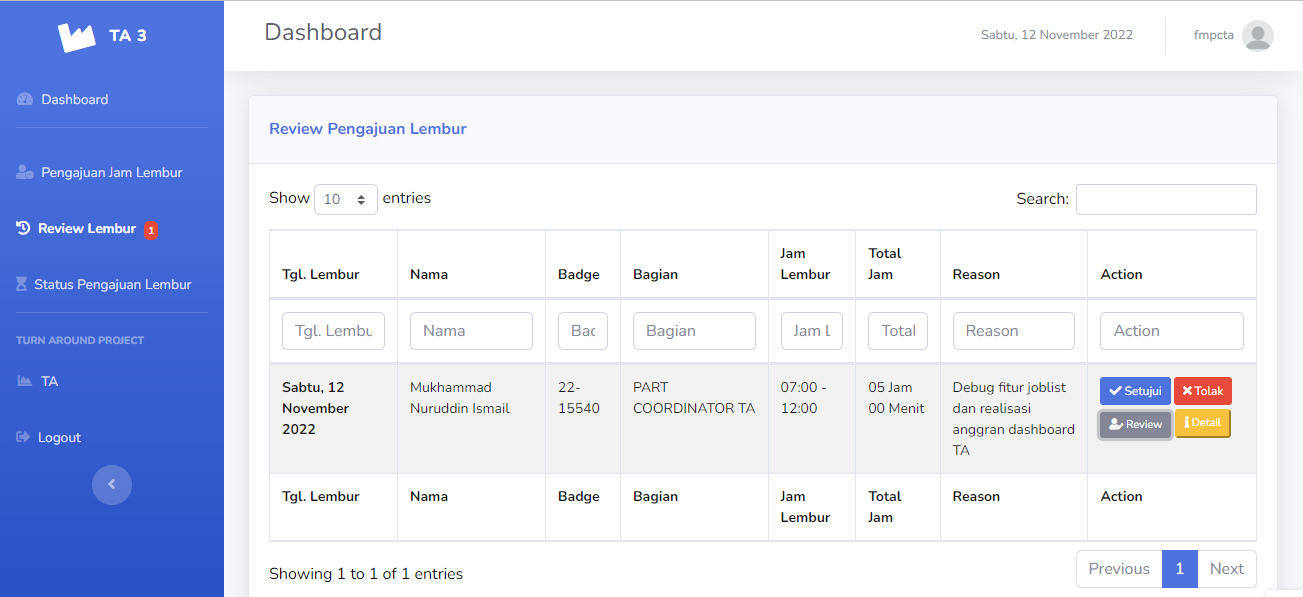 TA 3
Dashboard
Sabtu, 12 November 2022
fmpcta
Dashboard
Pengajuan Jam Lembur
Review Lembur 1
Status Pengajuan Lembur
TURN AROUND PROJECT
TA
Logout
Review Pengajuan Lembur
Show 10 entries
Search:
Tgl. Lembur Nama Badge Bagian Jam Lembur Total Jam Reason Action
Tgl. Lembu Nama Bac Bagian Jam L Total Reason Action
Sabtu, 12 November 2022
Mukhammad Nuruddin Ismail
22-15540
PART COORDINATOR TA
07:00 - 12:00
05 Jam 00 Menit
Debug fitur joblist dan realisasi anggran dashboard TA
Setujui Tolak
Review Detail
Tgl. Lembur Nama Badge Bagian Jam Lembur Total Jam Reason Action
Showing 1 to 1 of 1 entries
Previous 1 Next